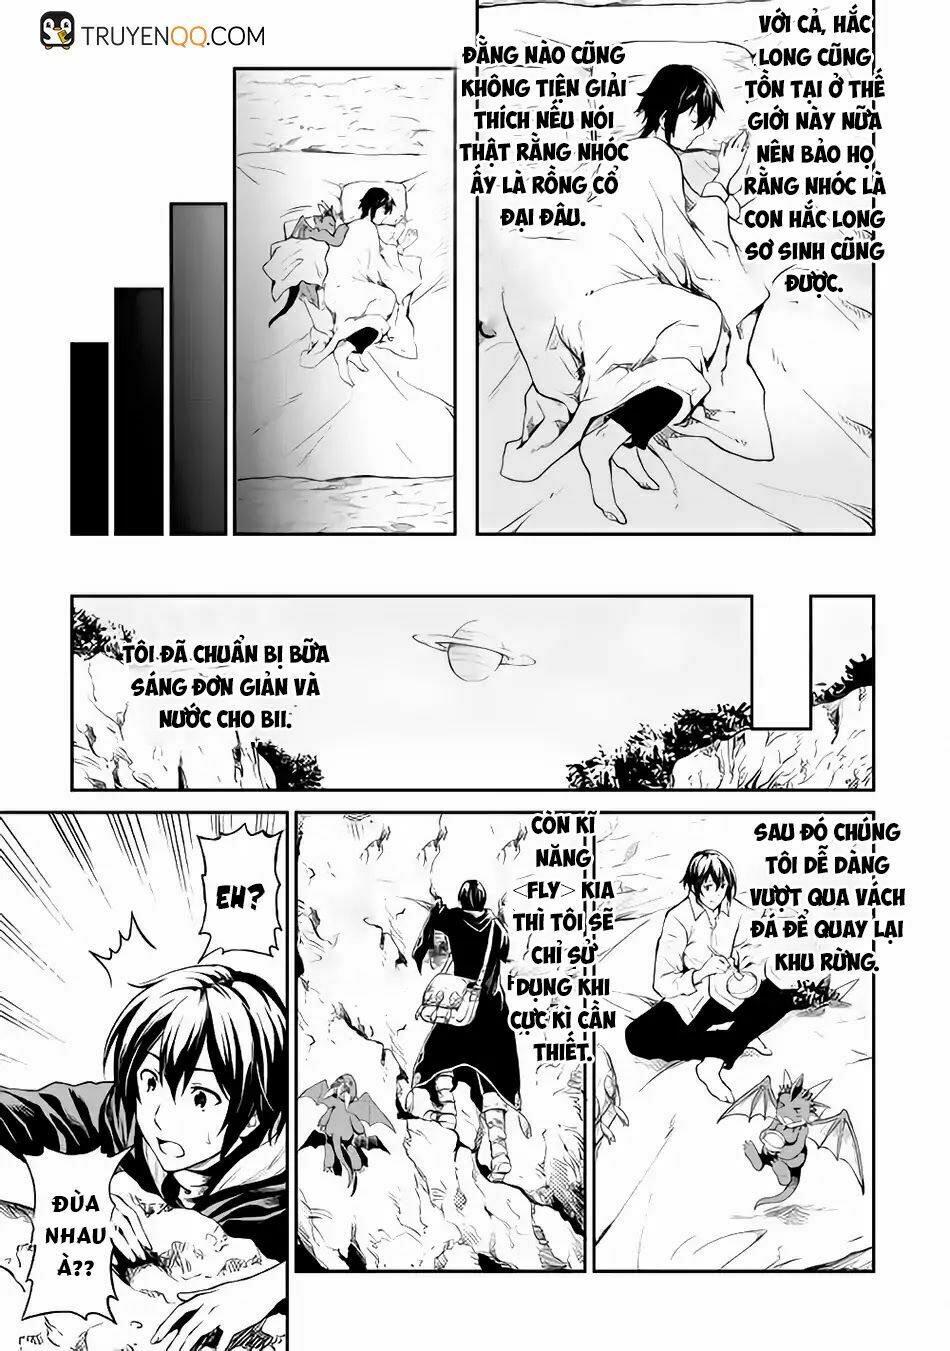 TRUYENQQ.COM
VỚI CẢ, HẮC
LONG CŨNG
TỒN TẠI Ở THẾ
GIỚI NÀY NỮA
NÊN BẢO HỌ
RẰNG NHÓC LÀ
CON HẮC LONG
SƠ SINH CŨNG
ĐƯỢC.
ĐẰNG NÀO CŨNG
KHÔNG TIỆN GIẢI
THÍCH NẾU NÓI
THẬT RẰNG NHÓC
ẤY LÀ RỒNG CỔ
ĐẠI ĐÂU.
TÔI ĐÃ CHUẨN BỊ BỮA
SÁNG ĐƠN GIẢN VÀ
NƯỚC CHO BII.
SAU ĐÓ CHÚNG
TÔI DỄ DÀNG
VƯỢT QUA VÁCH
ĐÁ ĐỂ QUAY LẠI
KHU RỪNG.
CÒN KĨ
NĂNG
<FLY> KIA
THÌ TÔI SẼ
CHỈ SỬ
DỤNG KHI
CỰC KÌ CẦN
THIẾT.
EH?
ĐÙA
NHAU
À??